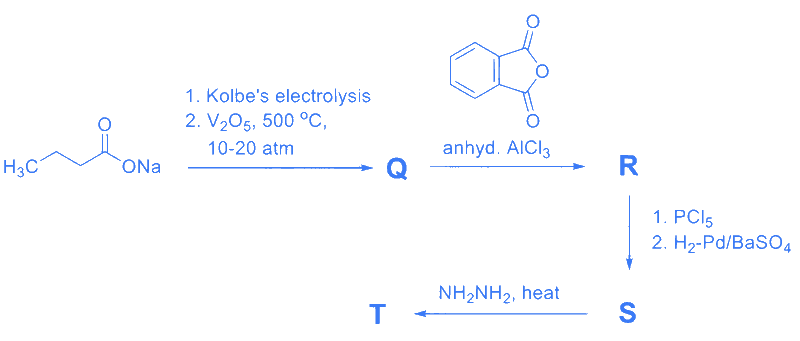 O
O
O
1. Kolbe's electrolysis
2. V₂O₅, 500 °C,
10-20 atm
anhyd. AlCl₃
O
H₃C
ONa
Q
R
1. PCl₅
2. H₂-Pd/BaSO₄
NH₂NH₂, heat
T
S